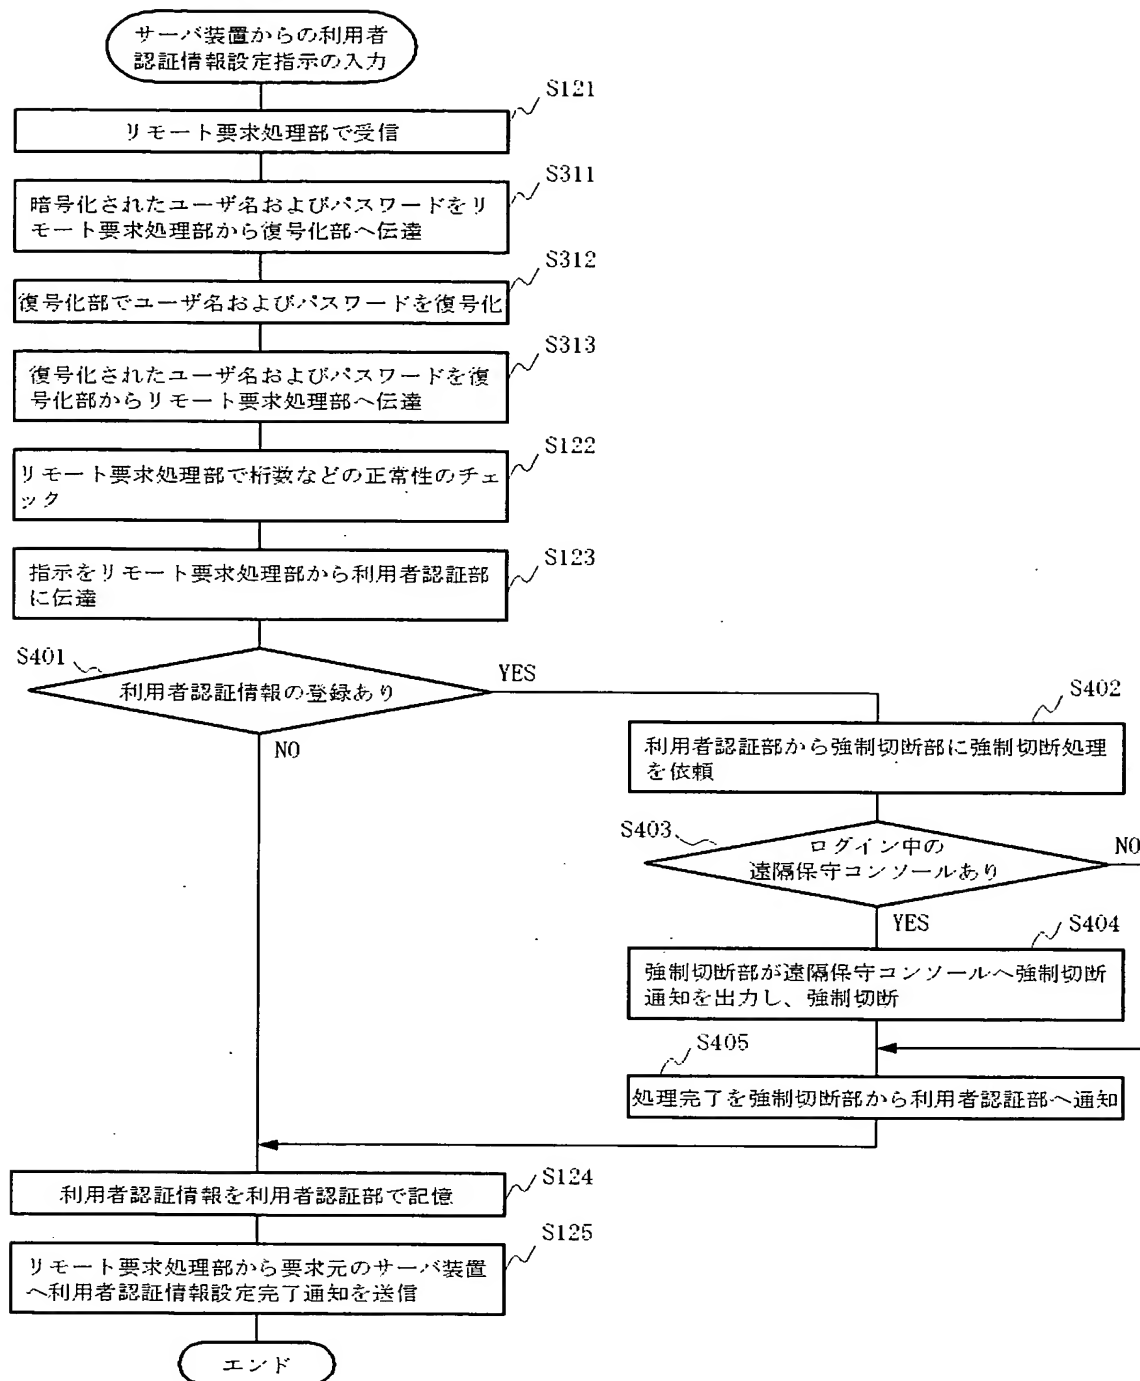 サーバ装置からの利用者
認証情報設定指示の入力
S121
リモート要求処理部で受信
S311
暗号化されたユーザ名およびパスワードをリ
モート要求処理部から復号化部へ伝達
S312
復号化部でユーザ名およびパスワードを復号化
S313
復号化されたユーザ名およびパスワードを復
号化部からリモート要求処理部へ伝達
S122
リモート要求処理部で桁数などの正常性のチェ
ック
S123
指示をリモート要求処理部から利用者認証部
に伝達
S401
利用者認証情報の登録あり
YES
NO
S402
利用者認証部から強制切断部に強制切断処理
を依頼
S403
ログイン中の
遠隔保守コンソールあり
NO
YES
S404
強制切断部が遠隔保守コンソールへ強制切断
通知を出力し、強制切断
S405
処理完了を強制切断部から利用者認証部へ通知
S124
利用者認証情報を利用者認証部で記憶
S125
リモート要求処理部から要求元のサーバ装置
へ利用者認証情報設定完了通知を送信
エンド